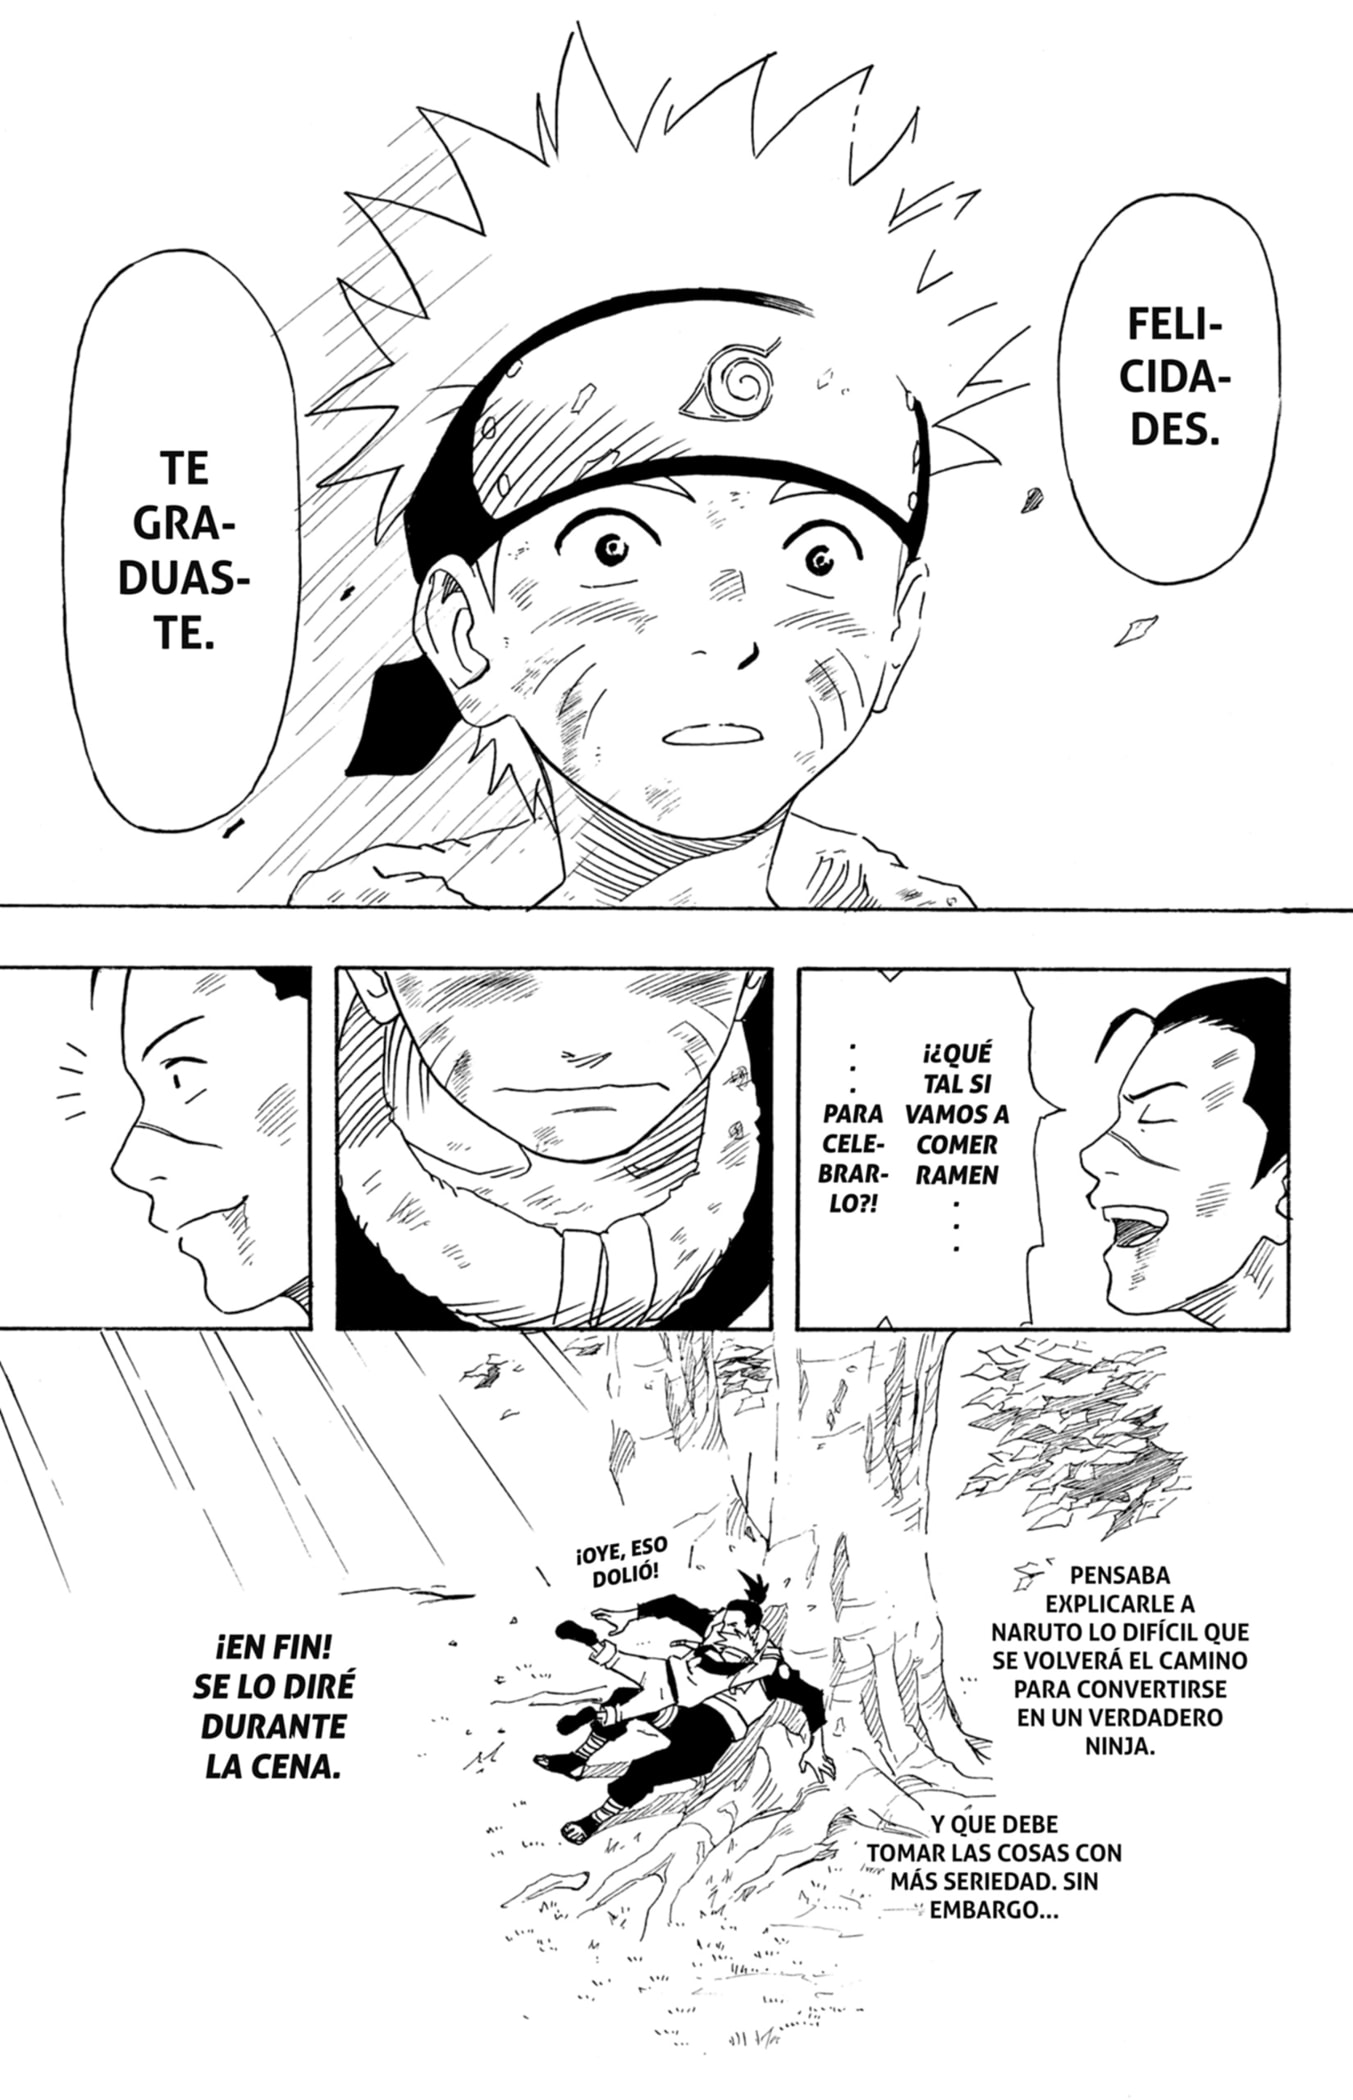 FELI-
CIDA-
DES.
TE
GRA-
DUAS-
TE.
¡¿QUÉ
TAL SI
VAMOS A
COMER
RAMEN
...
...
PARA
CELE-
BRAR-
LO?!
¡OYE, ESO
DOLIÓ!
PENSABA
EXPLICARLE A
NARUTO LO DIFÍCIL QUE
SE VOLVERÁ EL CAMINO
PARA CONVERTIRSE
EN UN VERDADERO
NINJA.
Y QUE DEBE
TOMAR LAS COSAS CON
MÁS SERIEDAD. SIN
EMBARGO...
¡EN FIN!
SE LO DIRÉ
DURANTE
LA CENA.